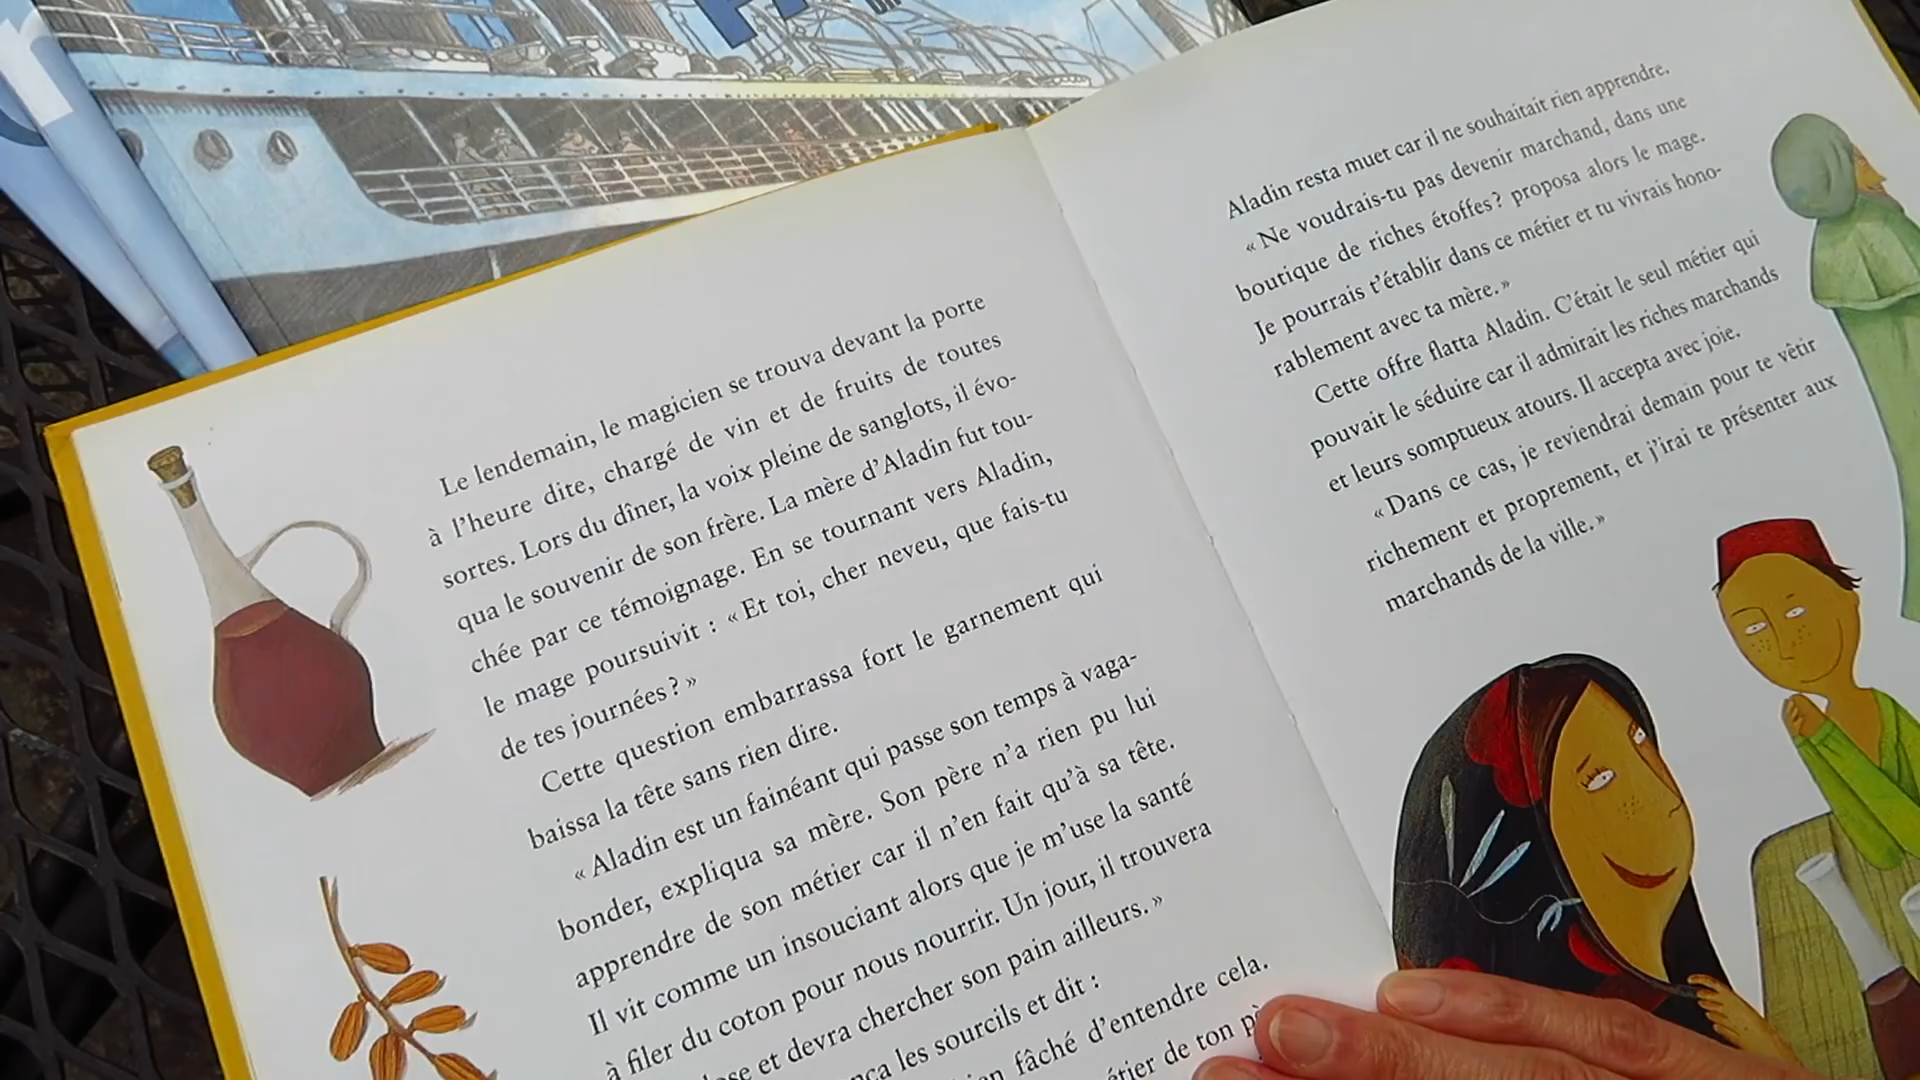 Le lendemain, le magicien se trouva devant la porte
à l'heure dite, chargé de vin et de fruits de toutes
sortes. Lors du dîner, la voix pleine de sanglots, il évo-
qua le souvenir de son frère. La mère d'Aladin fut tou-
chée par ce témoignage. En se tournant vers Aladin,
le mage poursuivit : « Et toi, cher neveu, que fais-tu
de tes journées ? »
Cette question embarrassa fort le garnement qui
baissa la tête sans rien dire.
« Aladin est un fainéant qui passe son temps à vaga-
bonder, expliqua sa mère. Son père n'a rien pu lui
apprendre de son métier car il n'en fait qu'à sa tête.
Il vit comme un insouciant alors que je m'use la santé
à filer du coton pour nous nourrir. Un jour, il trouvera
et devra chercher son pain ailleurs. »
les sourcils et dit :
fâché d'entendre cela.
de ton
Aladin resta muet car il ne souhaitait rien apprendre.
« Ne voudrais-tu pas devenir marchand, dans une
boutique de riches étoffes ? proposa alors le mage.
Je pourrais t'établir dans ce métier et tu vivrais hono-
rablement avec ta mère. »
Cette offre flatta Aladin. C'était le seul métier qui
pouvait le séduire car il admirait les riches marchands
et leurs somptueux atours. Il accepta avec joie.
« Dans ce cas, je reviendrai demain pour te vêtir
richement et proprement, et j'irai te présenter aux
marchands de la ville. »